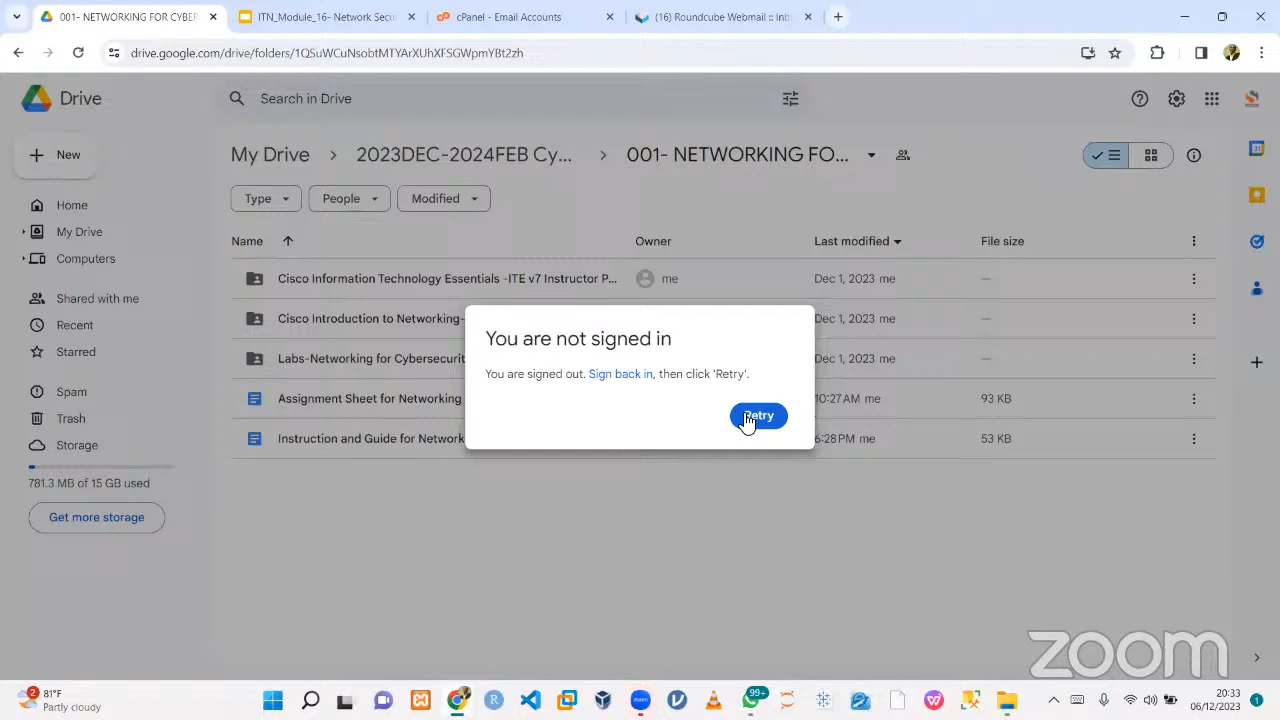 001- NETWORKING FOR CYBER
ITN_Module_16- Network Secu
cPanel - Email Accounts
(16) Roundcube Webmail :: Inb
drive.google.com/drive/folders/1QSuWCuNsobtMTYArXUhXFSGWpmYBt2zh
Drive
Search in Drive
New
My Drive
2023DEC-2024FEB Cy...
001- NETWORKING FO...
Type
People
Modified
Home
My Drive
Computers
Shared with me
Recent
Starred
Spam
Trash
Storage
781.3 MB of 15 GB used
Get more storage
Name
Owner
Last modified
File size
Cisco Information Technology Essentials -ITE v7 Instructor P...
me
Dec 1, 2023 me
—
Cisco Introduction to Networking-
Dec 1, 2023 me
—
Labs-Networking for Cybersecurit
Dec 1, 2023 me
—
Assignment Sheet for Networking
10:27 AM me
93 KB
Instruction and Guide for Network
6:28 PM me
53 KB
You are not signed in
You are signed out. Sign back in, then click 'Retry'.
Retry
zoom
2
81°F
Partly cloudy
zoom
99+
20:33
06/12/2023
1